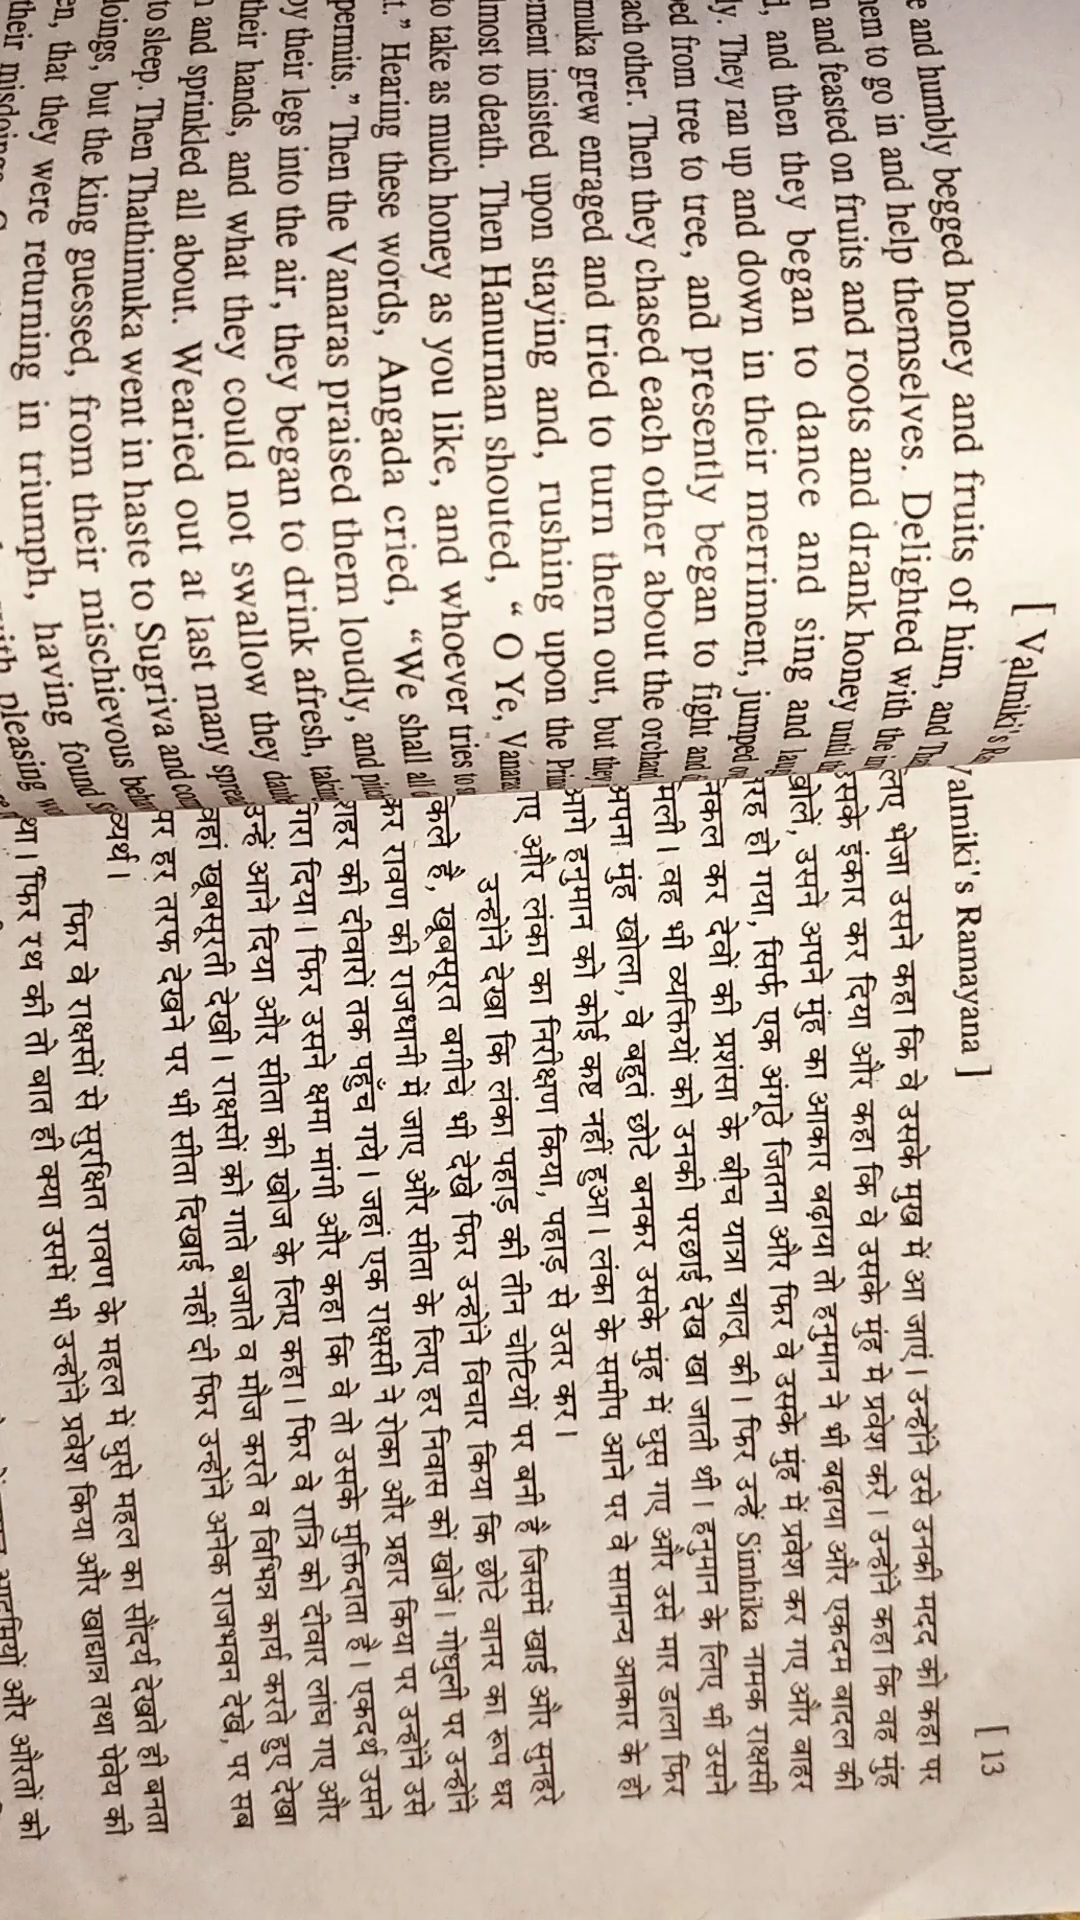 [ Valmiki's
e and humbly begged honey and fruits of him, and
hem to go in and help themselves. Delighted with the
n and feasted on fruits and roots and drank honey until
d, and then they began to dance and sing and
ly. They ran up and down in their merriment, jumped
ped from tree to tree, and presently began to fight and
ach other. Then they chased each other about the
muka grew enraged and tried to turn them out, but they
ement insisted upon staying and, rushing upon the
lmost to death. Then Hanurnan shouted, “ O Ye,
to take as much honey as you like, and whoever tries to
t.” Hearing these words, Angada cried, “We shall all
permits.” Then the Vanaras praised them loudly, and
by their legs into the air, they began to drink afresh,
their hands, and what they could not swallow they
n and sprinkled all about. Wearied out at last many
to sleep. Then Thathimuka went in haste to Sugriva and
doings, but the king guessed, from their mischievous
en, that they were returning in triumph, having found
their pleasing
Valmiki's Ramayana ]
[ 13
लिए भेजा उसने कहा कि वे उसके मुख में आ जाएं। उन्होंने उसे उनकी मदद को कहा पर
उसके इंकार कर दिया और कहा कि वे उसके मुंह मे प्रवेश करे। उन्होंने कहा कि वह मुंह
खोले, उसने अपने मुंह का आकार बढ़ाया तो हनुमान ने भी बढ़ाया और एकदम बादल की
तरह हो गया, सिर्फ एक अंगूठे जितना और फिर वे उसके मुंह में प्रवेश कर गए और बाहर
निकल कर देवों की प्रशंसा के बीच यात्रा चालू की। फिर उन्हें Simhika नामक राक्षसी
मिली। वह भी व्यक्तियों को उनकी परछाई देख खा जाती थी। हनुमान के लिए भी उसने
अपना मुंह खोला, वे बहुत छोटे बनकर उसके मुंह में घुस गए और उसे मार डाला फिर
आगे हनुमान को कोई कष्ट नहीं हुआ। लंका के समीप आने पर वे सामान्य आकार के हो
गए और लंका का निरीक्षण किया, पहाड़ से उतर कर।
उन्होंने देखा कि लंका पहाड़ की तीन चोटियों पर बनी है जिसमें खाई और सुनहरे
किले है, खूबसूरत बगीचे भी देखे फिर उन्होंने विचार किया कि छोटे वानर का रूप धर
कर रावण की राजधानी में जाए और सीता के लिए हर निवास को खोजें। गोधुली पर उन्होंने
शहर की दीवारों तक पहुँच गये। जहां एक राक्षसी ने रोका और प्रहार किया पर उन्होंने उसे
गिरा दिया। फिर उसने क्षमा मांगी और कहा कि वे तो उसके मुक्तिदाता हैं। एकदर्थ उसने
उन्हें आने दिया और सीता की खोज के लिए कहा। फिर वे रात्रि को दीवार लांघ गए और
वहां खूबसूरती देखी। राक्षसों को गाते बजाते व मौज करते व विभिन्न कार्य करते हुए देखा
पर हर तरफ देखने पर भी सीता दिखाई नहीं दी फिर उन्होंने अनेक राजभवन देखे, पर सब
व्यर्थ।
फिर वे राक्षसों से सुरक्षित रावण के महल में घुसे महल का सौंदर्य देखते ही बनता
था। फिर रथ की तो बात ही क्या उसमें भी उन्होंने प्रवेश किया और खाद्यान्न तथा पेयेय की
आदमियों और औरतों को